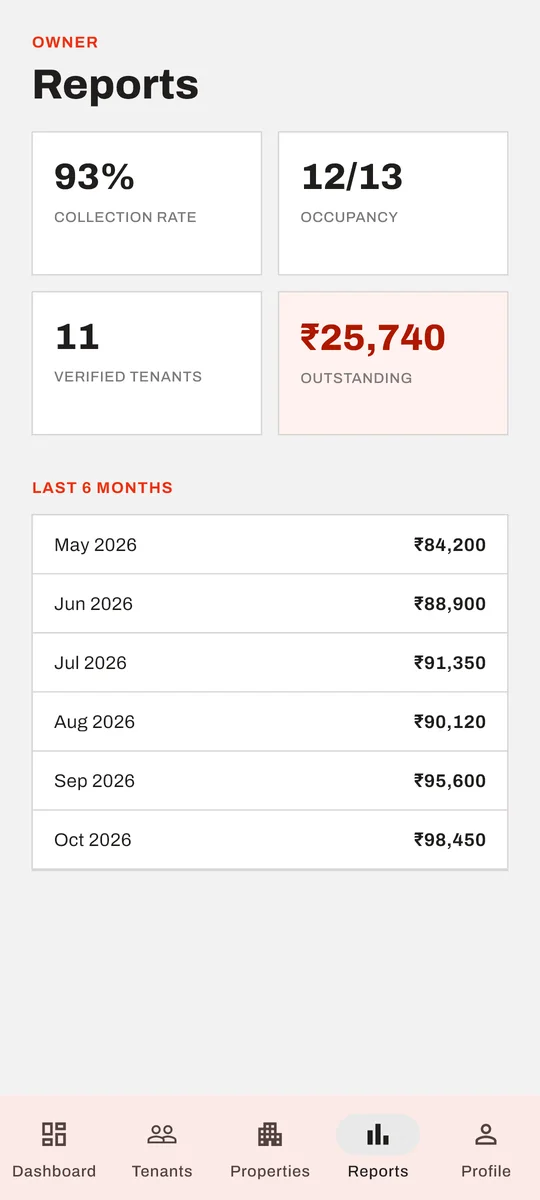 OWNER
Reports
93%
COLLECTION RATE
12/13
OCCUPANCY
11
VERIFIED TENANTS
₹25,740
OUTSTANDING
LAST 6 MONTHS
May 2026 ₹84,200
Jun 2026 ₹88,900
Jul 2026 ₹91,350
Aug 2026 ₹90,120
Sep 2026 ₹95,600
Oct 2026 ₹98,450
Dashboard Tenants Properties Reports Profile